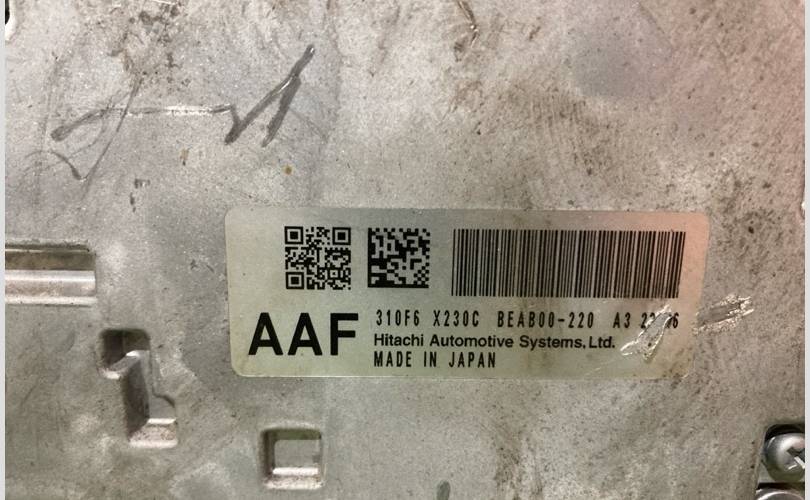 AAF
310F6 X230C BEAB00-220 A3
Hitachi Automotive Systems, Ltd.
MADE IN JAPAN